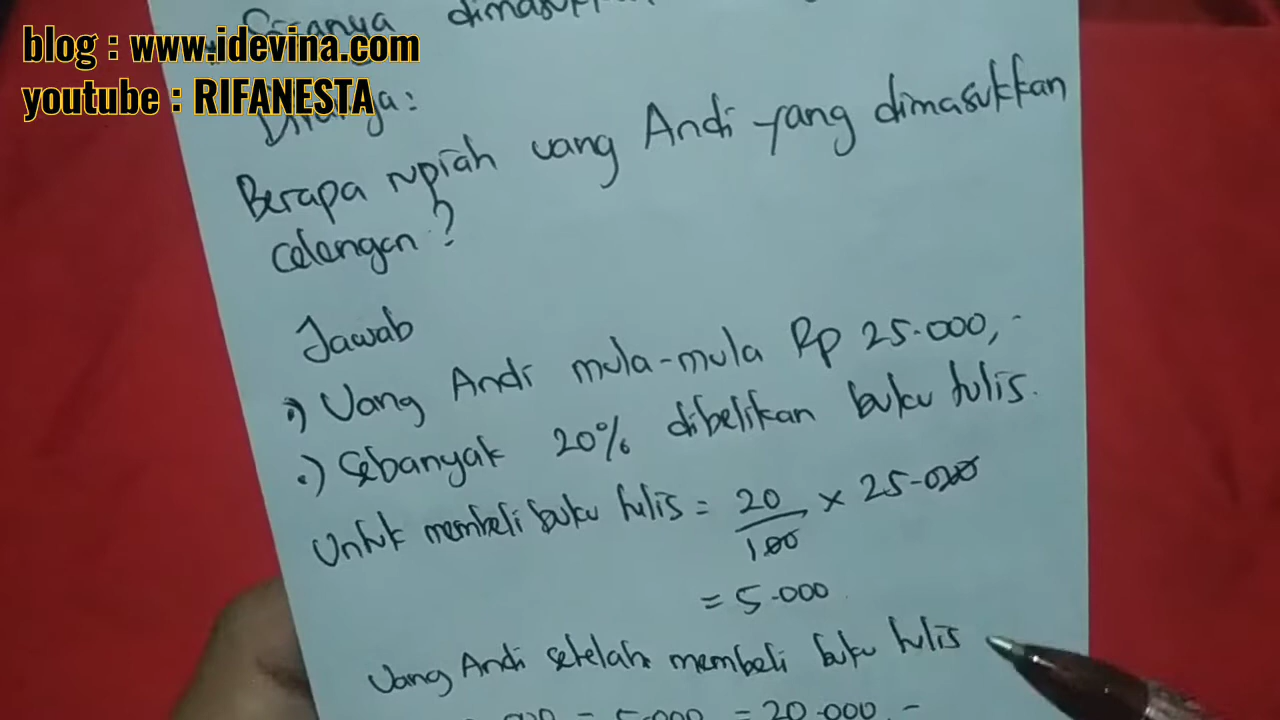 Sisanya dimasukkan
blog : www.idevina.com
youtube : RIFANESTA
Ditanya:
Berapa rupiah uang Andi yang dimasukkan
celengan ?
Jawab
•) Uang Andi mula-mula Rp 25.000,-
•) Sebanyak 20% dibelikan buku tulis.
Untuk membeli buku tulis = 20/100 x 25.000
= 5.000
Uang Andi setelah membeli buku tulis
- 5.000 = 20.000,-